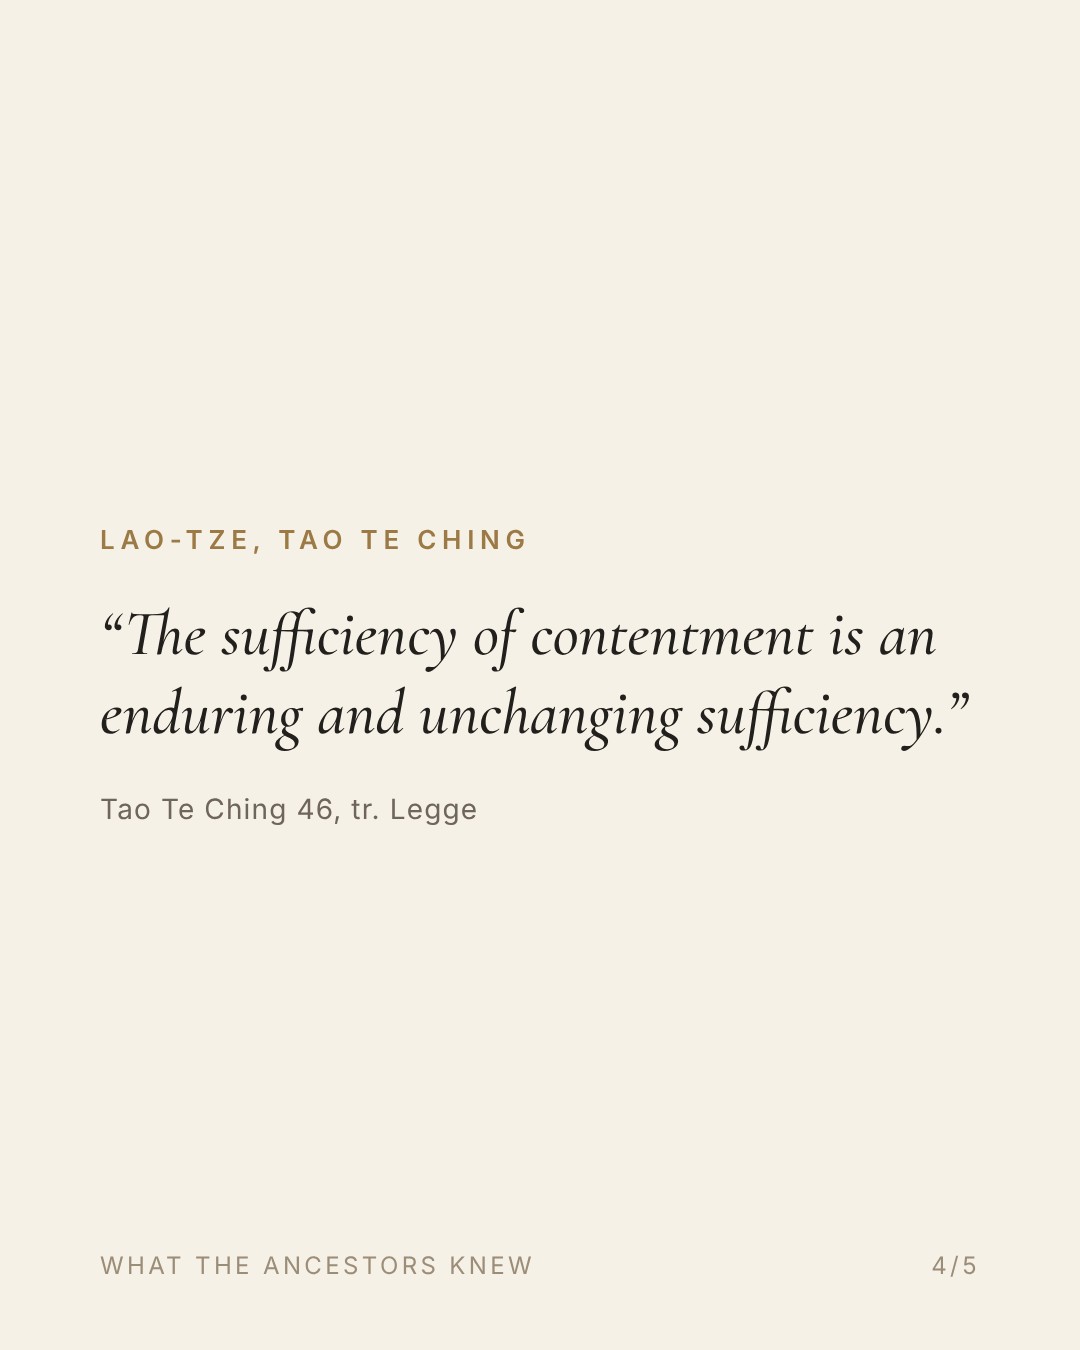 LAO-TZE, TAO TE CHING
“The sufficiency of contentment is an
enduring and unchanging sufficiency.”
Tao Te Ching 46, tr. Legge
WHAT THE ANCESTORS KNEW
4/5